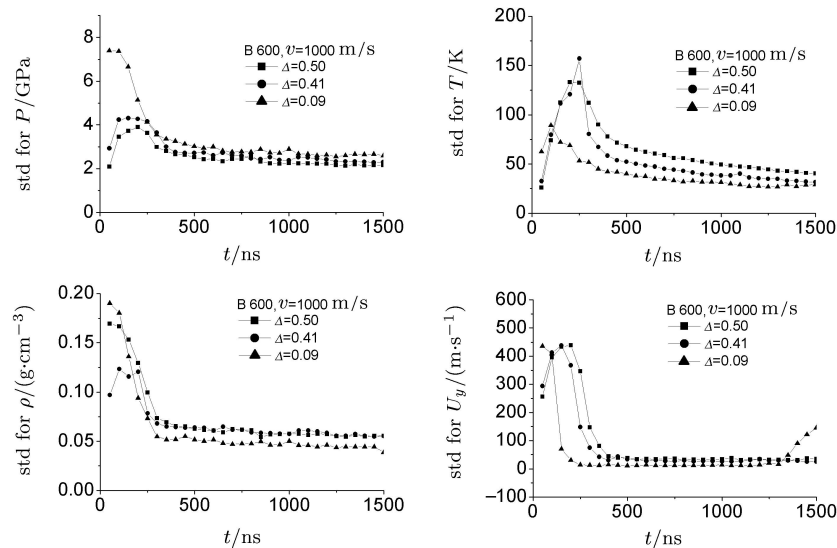 std for P/GPa
8
6
4
2
0
B 600, v=1000 m/s
Δ=0.50
Δ=0.41
Δ=0.09
0 500 1000 1500
t/ns
std for T/K
200
150
100
50
0
B 600, v=1000 m/s
Δ=0.50
Δ=0.41
Δ=0.09
0 500 1000 1500
t/ns
std for ρ/(g·cm−3)
0.20
0.15
0.10
0.05
0.00
B 600, v=1000 m/s
Δ=0.50
Δ=0.41
Δ=0.09
0 500 1000 1500
t/ns
std for Uy/(m·s−1)
600
500
400
300
200
100
0
−100
B 600, v=1000 m/s
Δ=0.50
Δ=0.41
Δ=0.09
0 500 1000 1500
t/ns